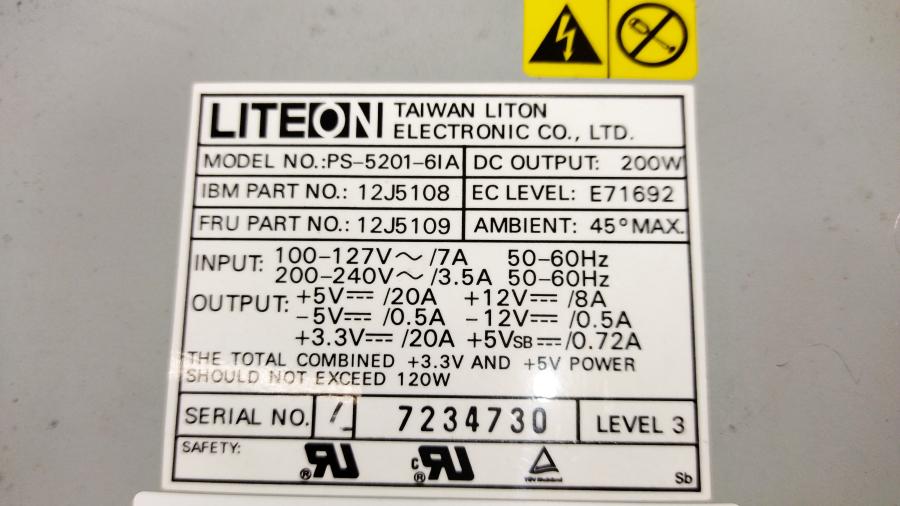 LITEON TAIWAN LITON
ELECTRONIC CO., LTD.
MODEL NO.:PS-5201-6IA DC OUTPUT: 200W
IBM PART NO.: 12J5108 EC LEVEL: E71692
FRU PART NO.: 12J5109 AMBIENT: 45° MAX.
INPUT: 100-127V~ /7A 50-60Hz
200-240V~ /3.5A 50-60Hz
OUTPUT: +5V⎓ /20A +12V⎓ /8A
-5V⎓ /0.5A -12V⎓ /0.5A
+3.3V⎓ /20A +5VSB⎓ /0.72A
THE TOTAL COMBINED +3.3V AND +5V POWER
SHOULD NOT EXCEED 120W
SERIAL NO. 7234730 LEVEL 3
SAFETY:
RU ® c RU ®
Sb